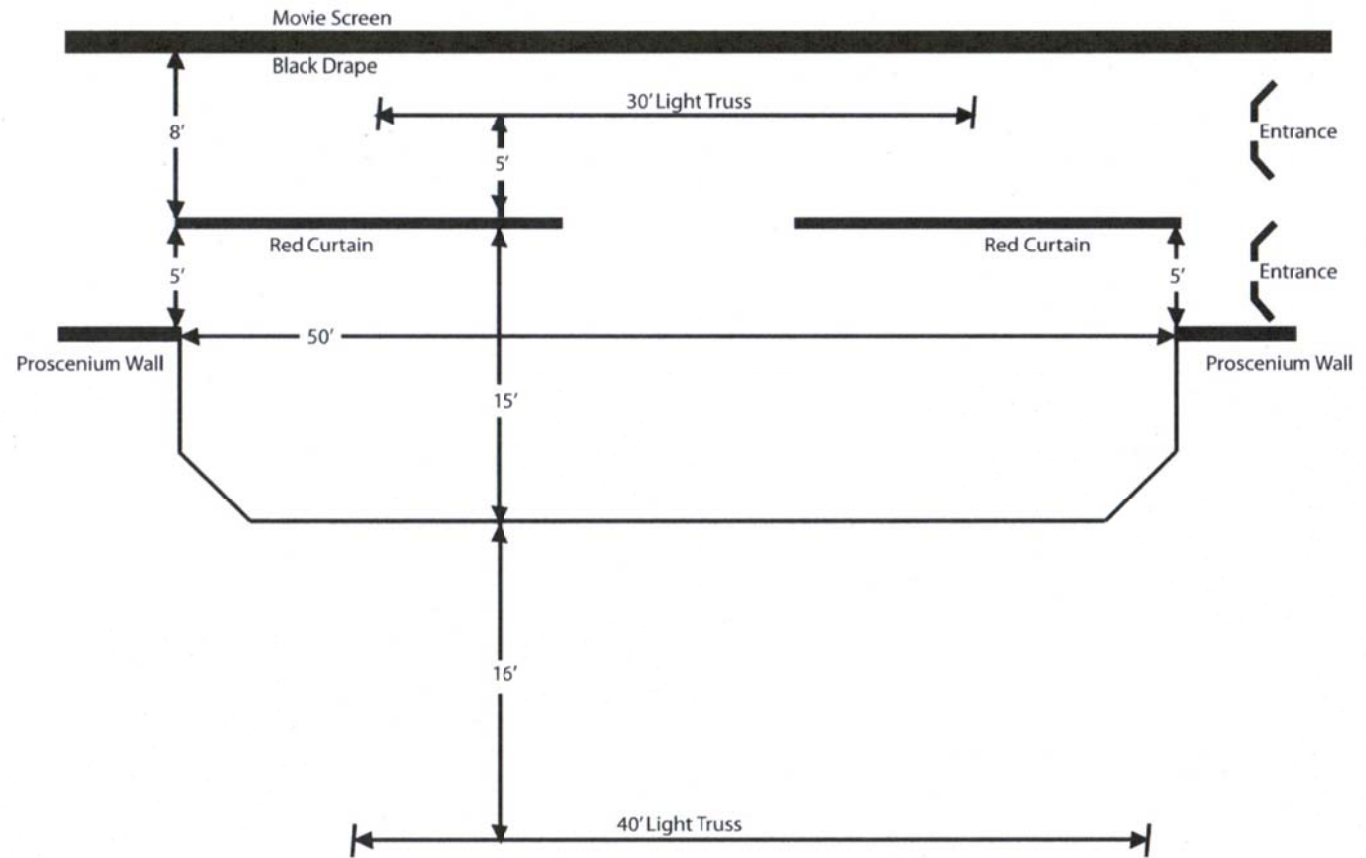 Movie Screen
Black Drape
30' Light Truss
8'
Entrance
5'
Red Curtain
Red Curtain
5'
5'
Entrance
50'
Proscenium Wall
Proscenium Wall
15'
16'
40' Light Truss